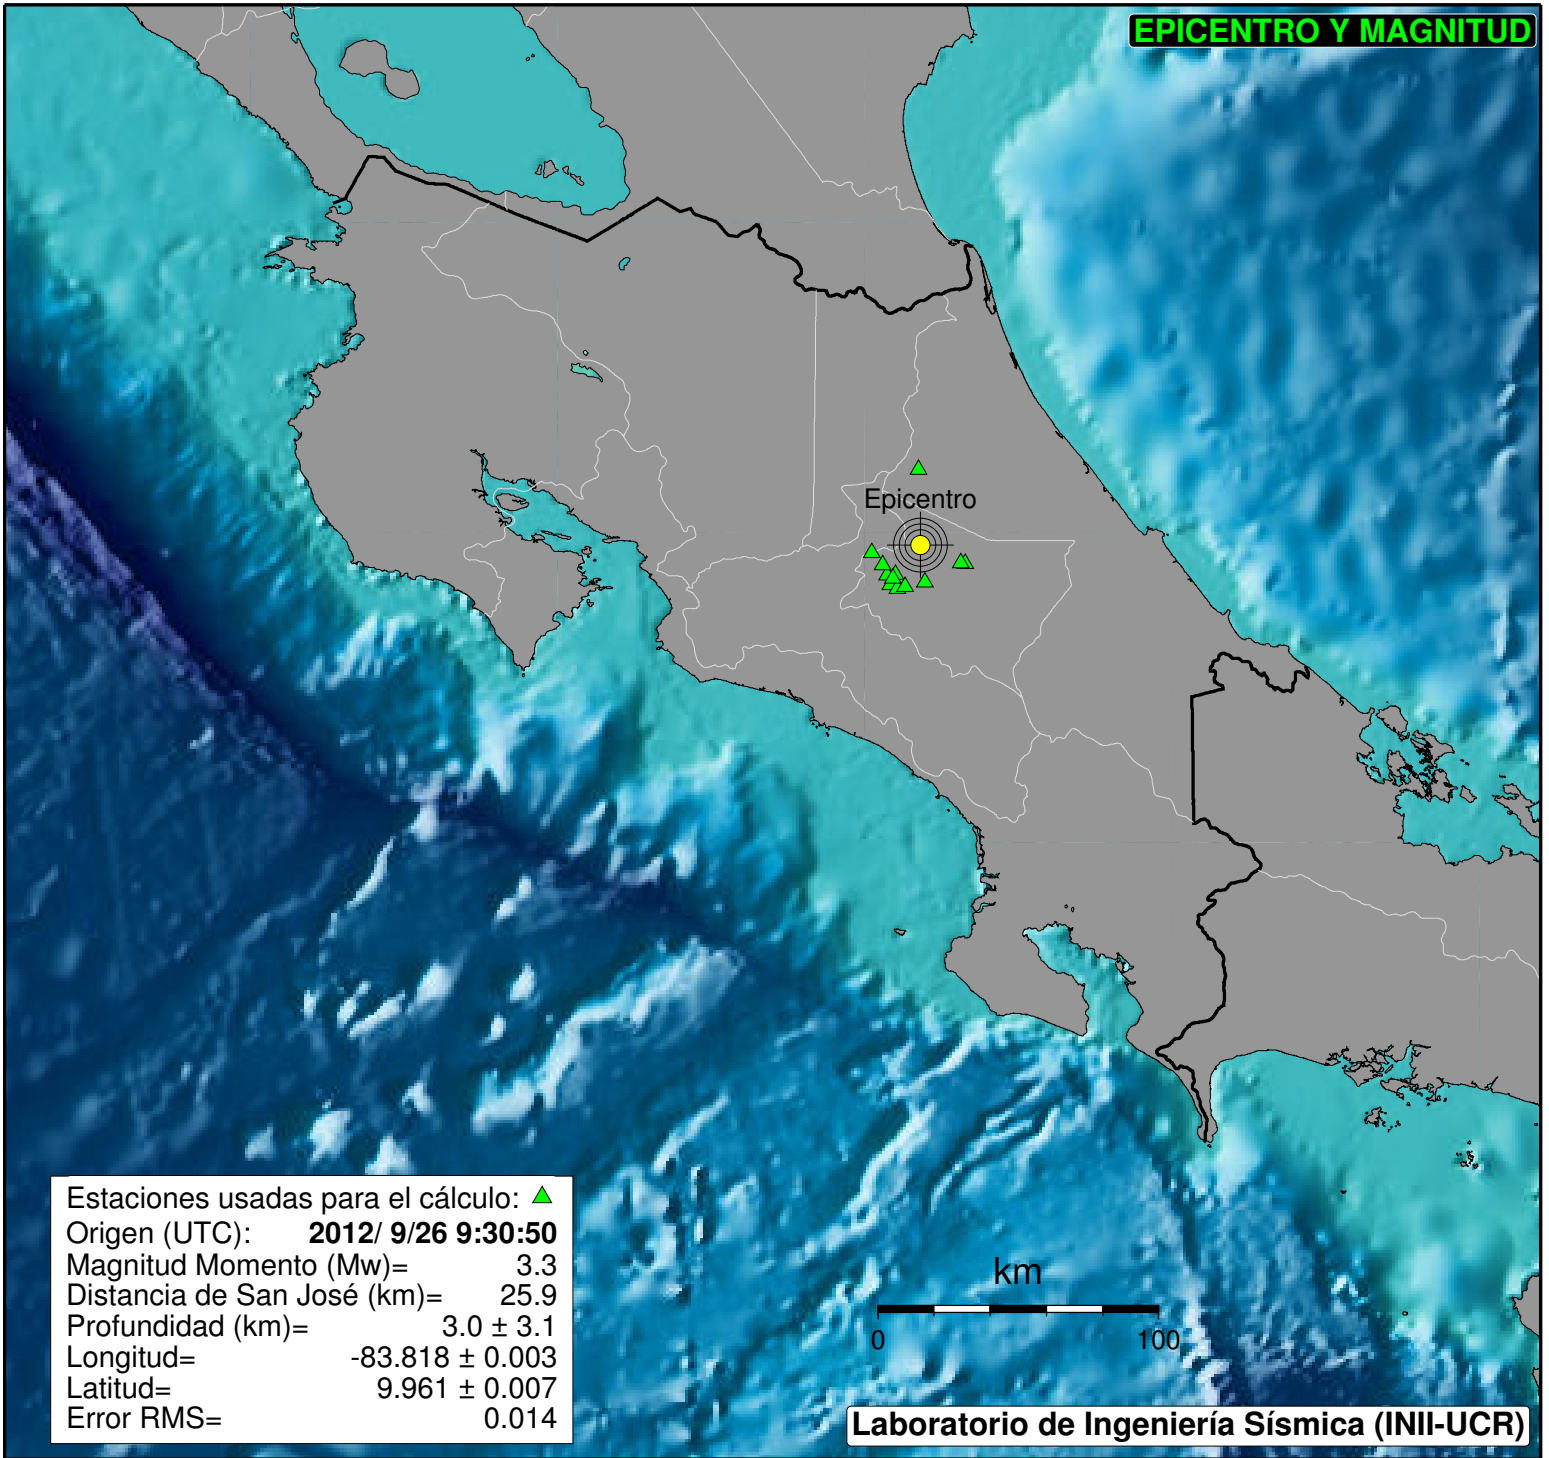 EPICENTRO Y MAGNITUD
Epicentro
Estaciones usadas para el cálculo:
Origen (UTC): 2012/ 9/26 9:30:50
Magnitud Momento (Mw)= 3.3
Distancia de San José (km)= 25.9
Profundidad (km)= 3.0 ± 3.1
Longitud= -83.818 ± 0.003
Latitud= 9.961 ± 0.007
Error RMS= 0.014
km
0 100
Laboratorio de Ingeniería Sísmica (INII-UCR)